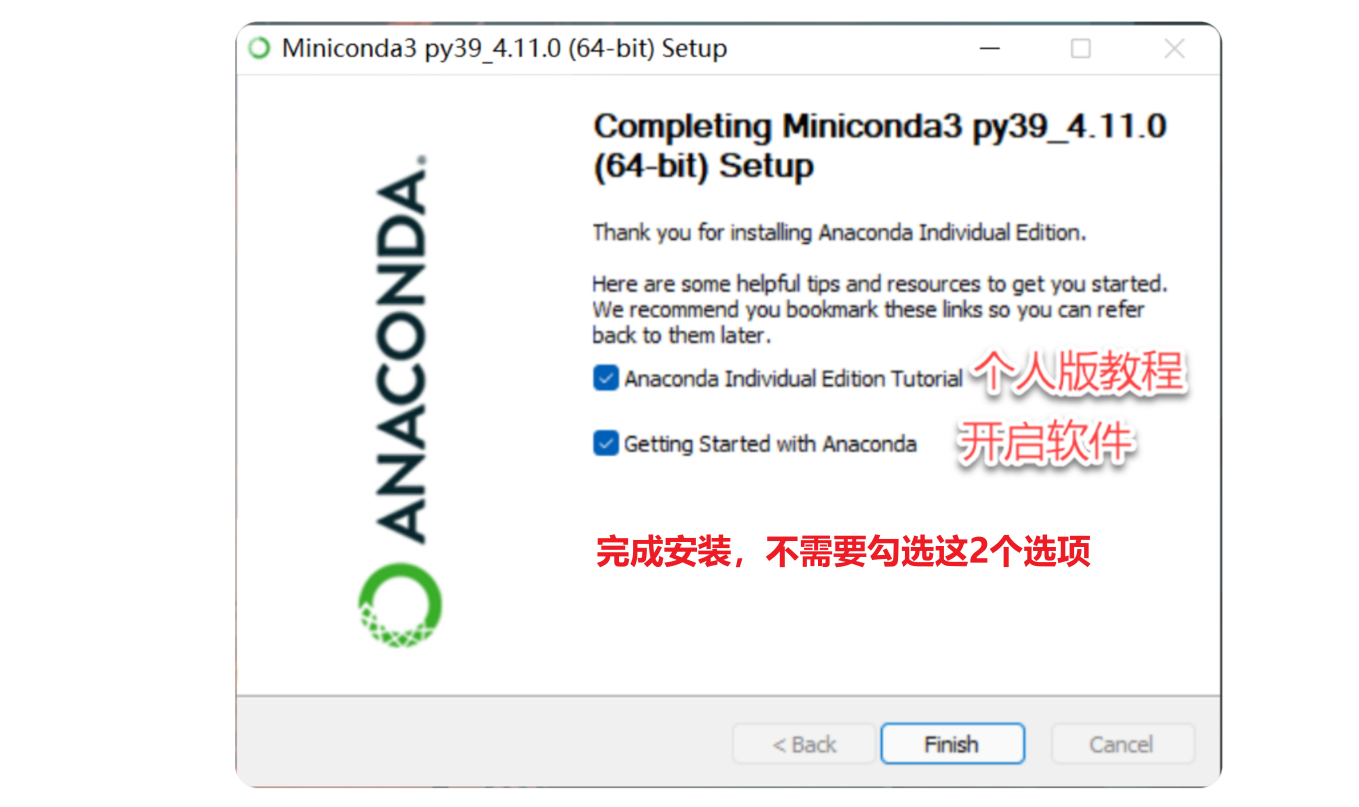 Miniconda3 py39_4.11.0 (64-bit) Setup
ANACONDA.
Completing Miniconda3 py39_4.11.0
(64-bit) Setup
Thank you for installing Anaconda Individual Edition.
Here are some helpful tips and resources to get you started.
We recommend you bookmark these links so you can refer
back to them later.
Anaconda Individual Edition Tutorial 个人版教程
Getting Started with Anaconda 开启软件
完成安装，不需要勾选这2个选项
< Back Finish Cancel